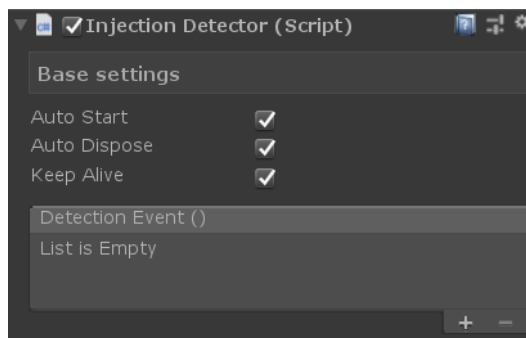 Injection Detector (Script)
Base settings
Auto Start
Auto Dispose
Keep Alive
Detection Event ()
List is Empty